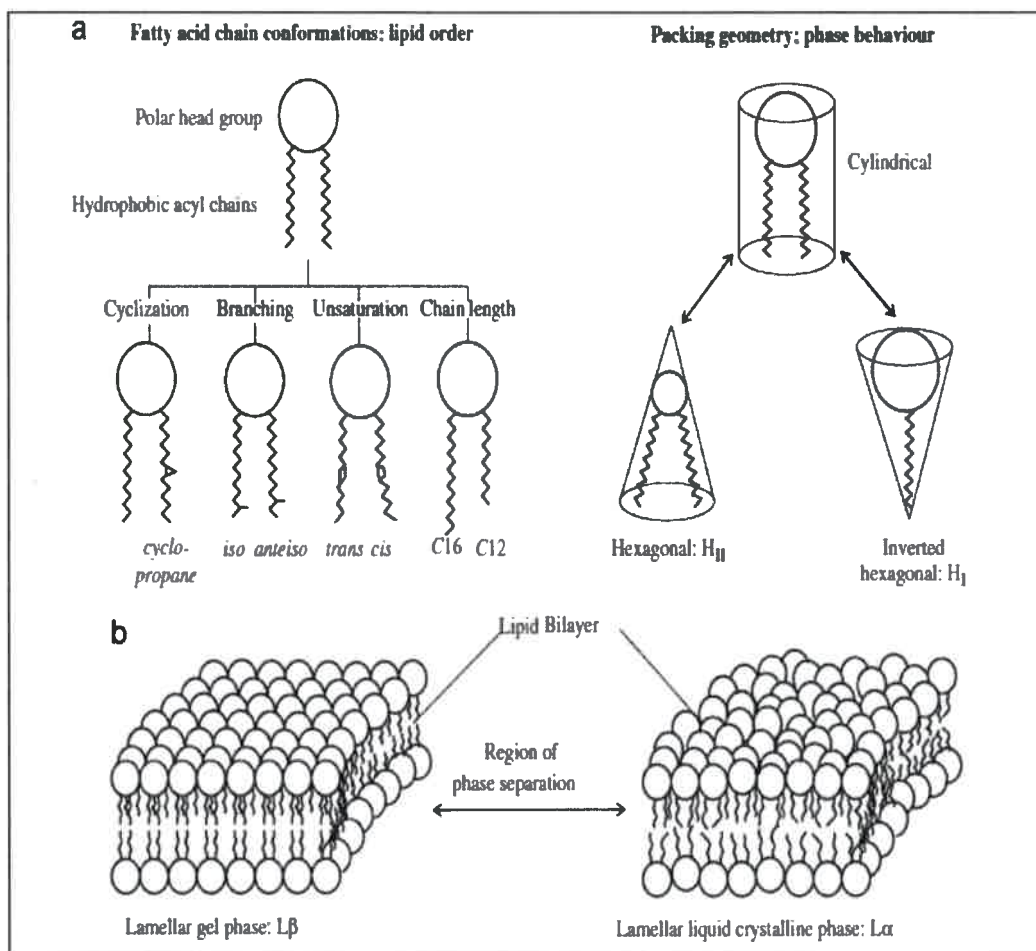 a
Fatty acid chain conformations: lipid order
Packing geometry: phase behaviour
Polar head group
Hydrophobic acyl chains
Cylindrical
Cyclization Branching Unsaturation Chain length
cyclo-
propane
iso anteiso trans cis C16 C12
Hexagonal: HII
Inverted
hexagonal: HI
b
Lipid Bilayer
Region of
phase separation
Lamellar gel phase: Lβ
Lamellar liquid crystalline phase: Lα